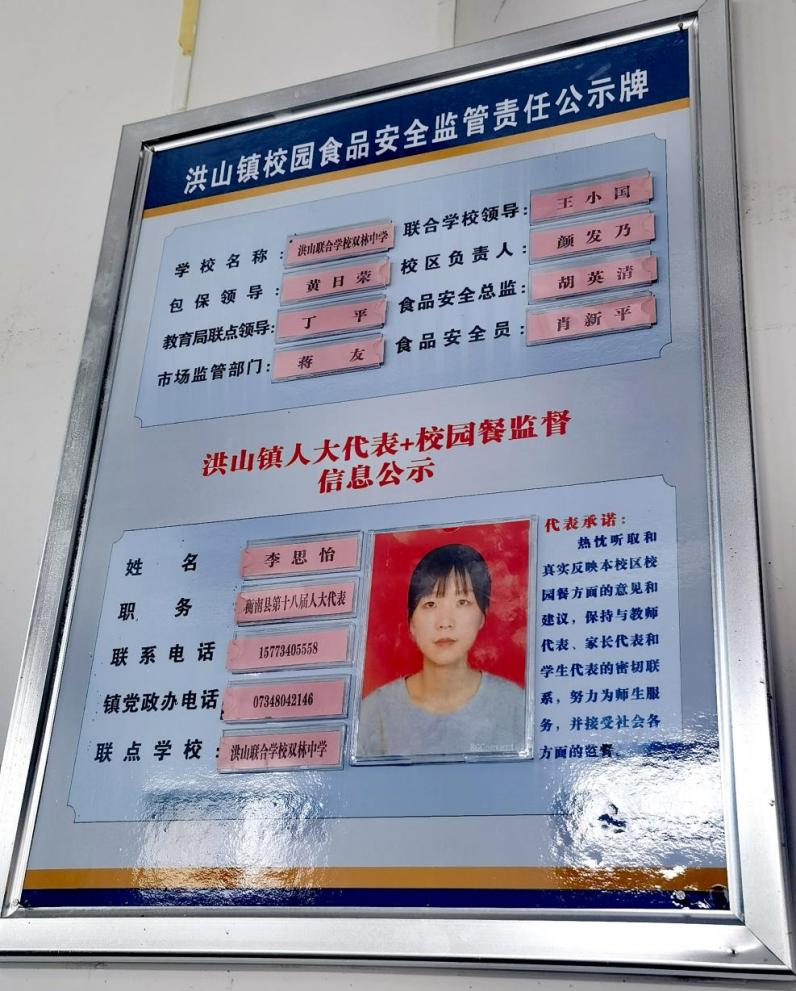 洪山镇校园食品安全监管责任公示牌
学校名称：洪山联合学校双林中学
联合学校领导：王小国
包保领导：黄日荣
校区负责人：颜发乃
教育局联点领导：丁平
食品安全总监：胡英清
市场监管部门：蒋友
食品安全员：肖新平
洪山镇人大代表+校园餐监督
信息公示
姓名 李思怡
职务 衡南县第十八届人大代表
联系电话 15773405558
镇党政办电话 07348042146
联点学校：洪山联合学校双林中学
代表承诺：
热忱听取和
真实反映本校区校
园餐方面的意见和
建议，保持与教师
代表、家长代表和
学生代表的密切联
系，努力为师生服
务，并接受社会各
方面的监督。